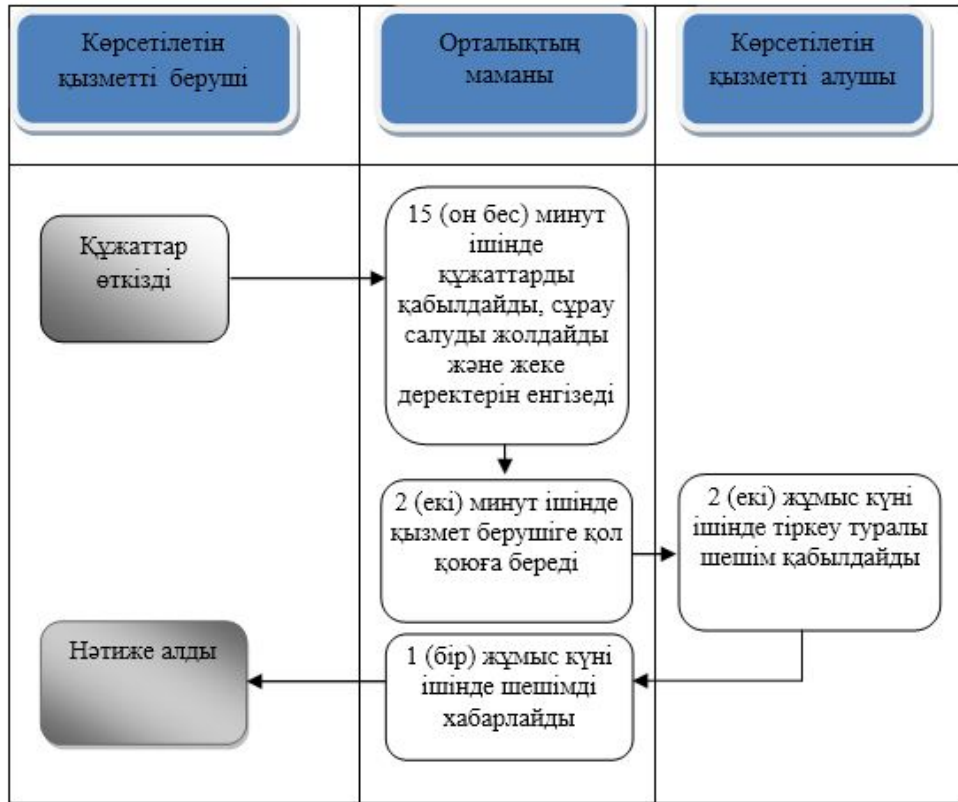 Көрсетілетін
қызметті беруші
Орталықтың
маманы
Көрсетілетін
қызметті алушы
Құжаттар
өткізді
15 (он бес) минут
ішінде
құжаттарды
қабылдайды, сұрау
салуды жолдайды
және жеке
деректерін енгізеді
2 (екі) минут ішінде
қызмет берушіге қол
қоюға береді
2 (екі) жұмыс күні
ішінде тіркеу туралы
шешім қабылдайды
Нәтиже алды
1 (бір) жұмыс күні
ішінде шешімді
хабарлайды